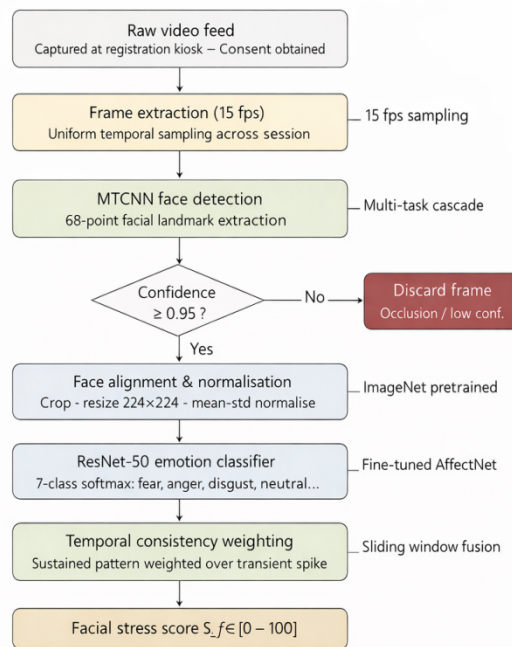 Raw video feed
Captured at registration kiosk – Consent obtained
Frame extraction (15 fps)
Uniform temporal sampling across session
15 fps sampling
MTCNN face detection
68-point facial landmark extraction
Multi-task cascade
Confidence
≥ 0.95 ?
No
Discard frame
Occlusion / low conf.
Yes
Face alignment & normalisation
Crop - resize 224×224 - mean-std normalise
ImageNet pretrained
ResNet-50 emotion classifier
7-class softmax: fear, anger, disgust, neutral...
Fine-tuned AffectNet
Temporal consistency weighting
Sustained pattern weighted over transient spike
Sliding window fusion
Facial stress score S_f∈[0 – 100]